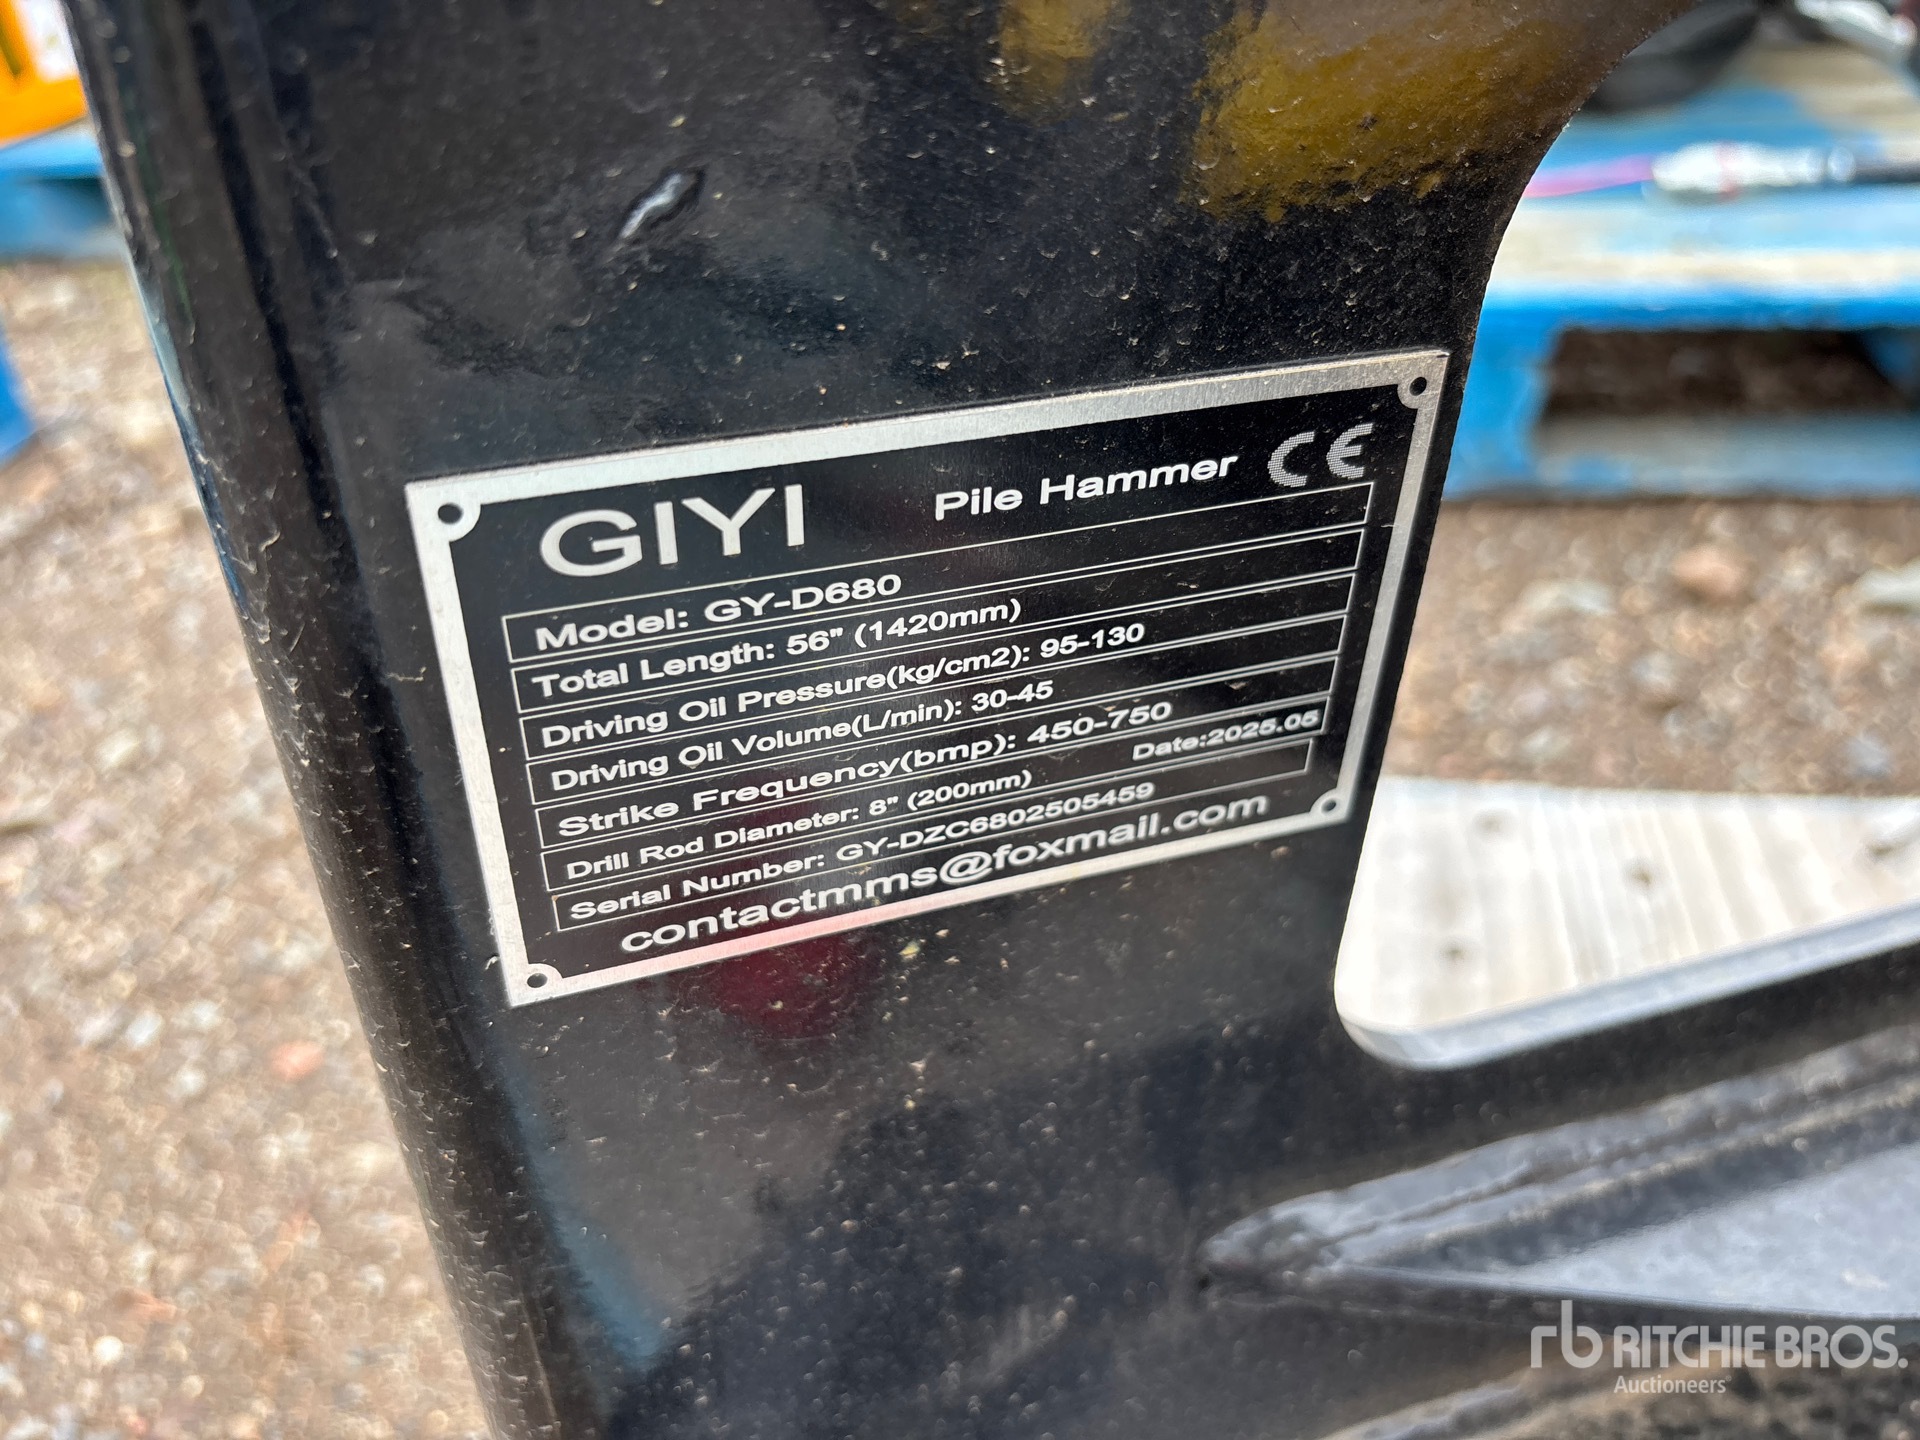 GIYI Pile Hammer CE
Model: GY-D680
Total Length: 56" (1420mm)
Driving Oil Pressure(kg/cm2): 95-130
Driving Oil Volume(L/min): 30-45
Strike Frequency(bmp): 450-750
Drill Rod Diameter: 8" (200mm) Date:2025.05
Serial Number: GY-DZC6802505459
contactmms@foxmail.com
rb RITCHIE BROS.
Auctioneers